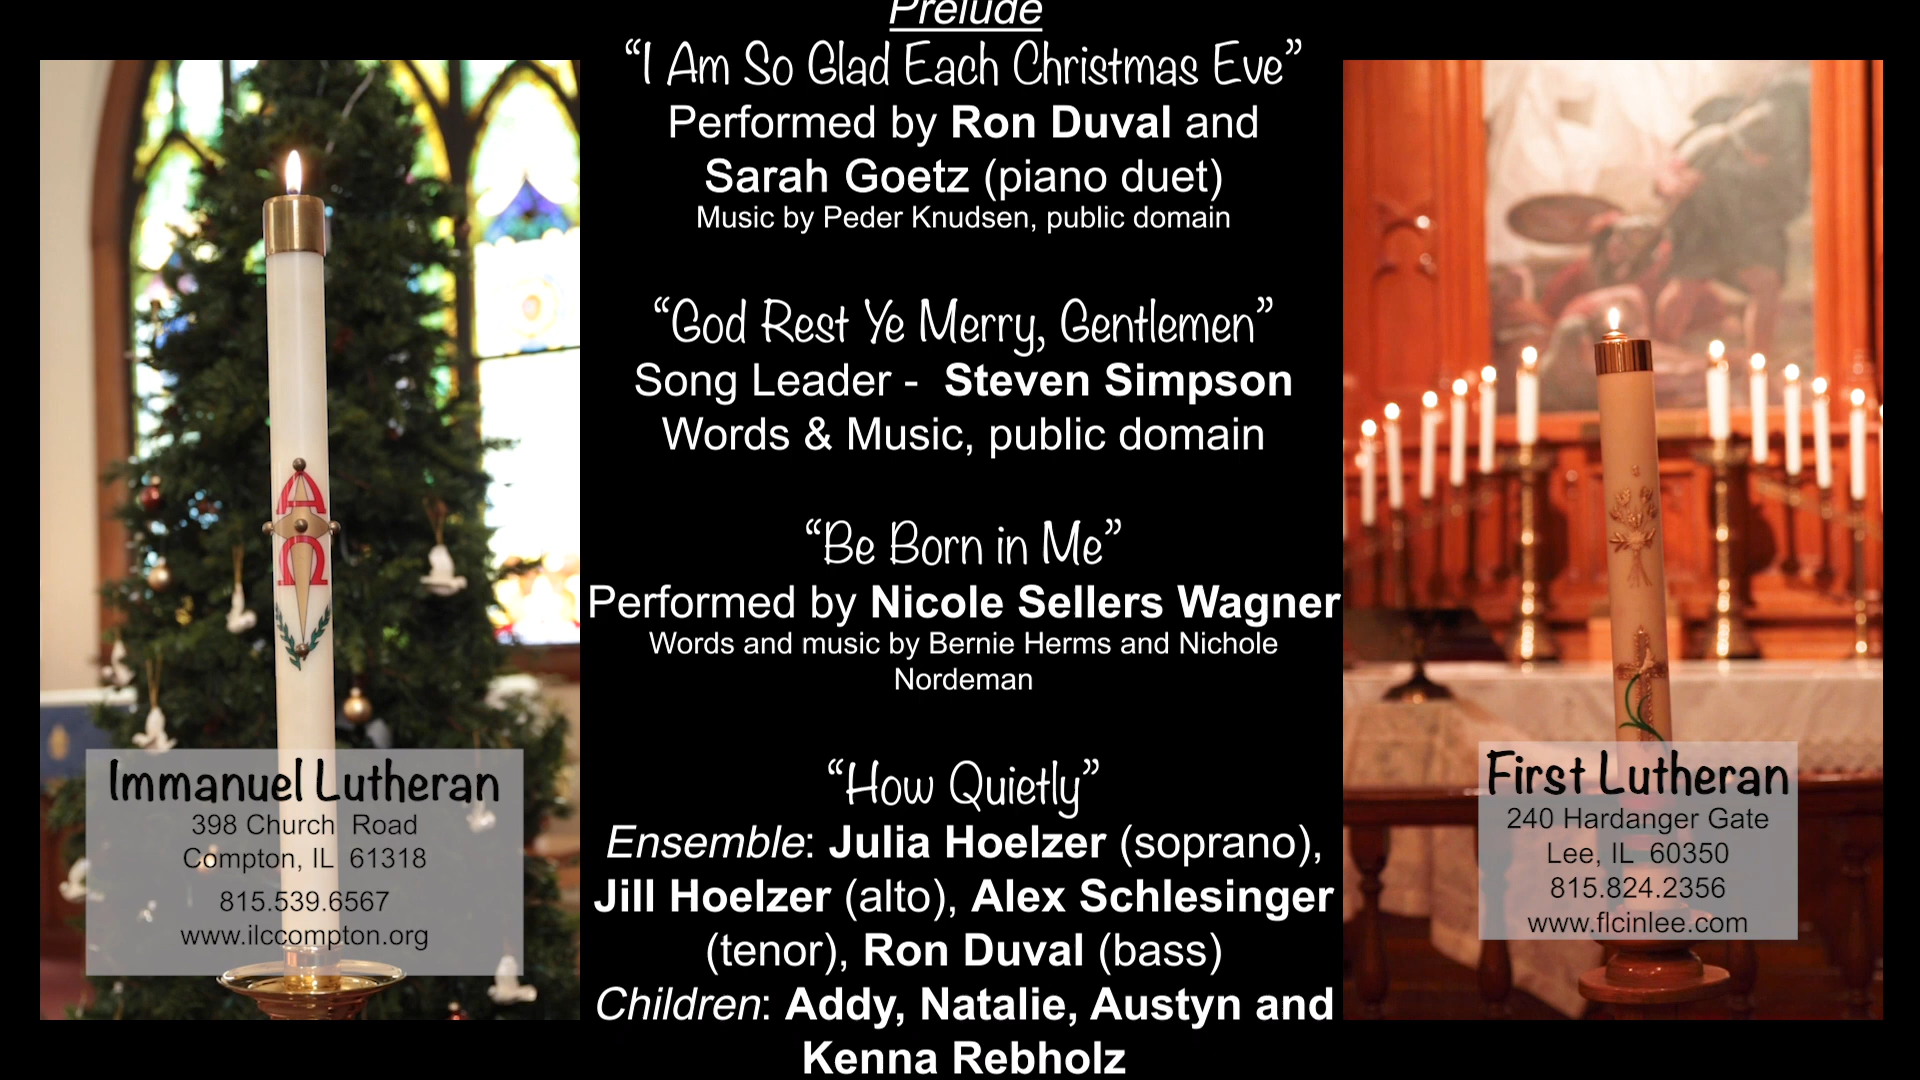 Prelude
“I Am So Glad Each Christmas Eve”
Performed by Ron Duval and
Sarah Goetz (piano duet)
Music by Peder Knudsen, public domain
“God Rest Ye Merry, Gentlemen”
Song Leader - Steven Simpson
Words & Music, public domain
“Be Born in Me”
Performed by Nicole Sellers Wagner
Words and music by Bernie Herms and Nichole
Nordeman
“How Quietly”
Ensemble: Julia Hoelzer (soprano),
Jill Hoelzer (alto), Alex Schlesinger
(tenor), Ron Duval (bass)
Children: Addy, Natalie, Austyn and
Kenna Rebholz
Α
Ω
Immanuel Lutheran
398 Church Road
Compton, IL 61318
815.539.6567
www.ilccompton.org
First Lutheran
240 Hardanger Gate
Lee, IL 60350
815.824.2356
www.flcinlee.com